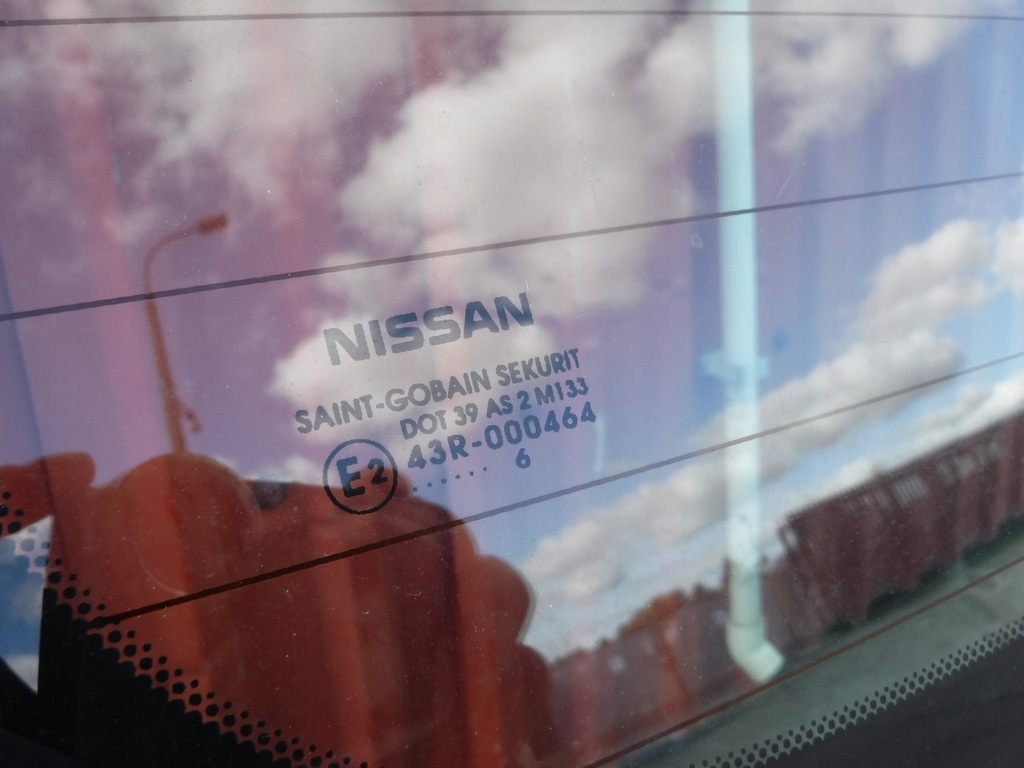 NISSAN
SAINT-GOBAIN SEKURIT
DOT 39 AS 2 M133
E2 43R-000464
...... 6